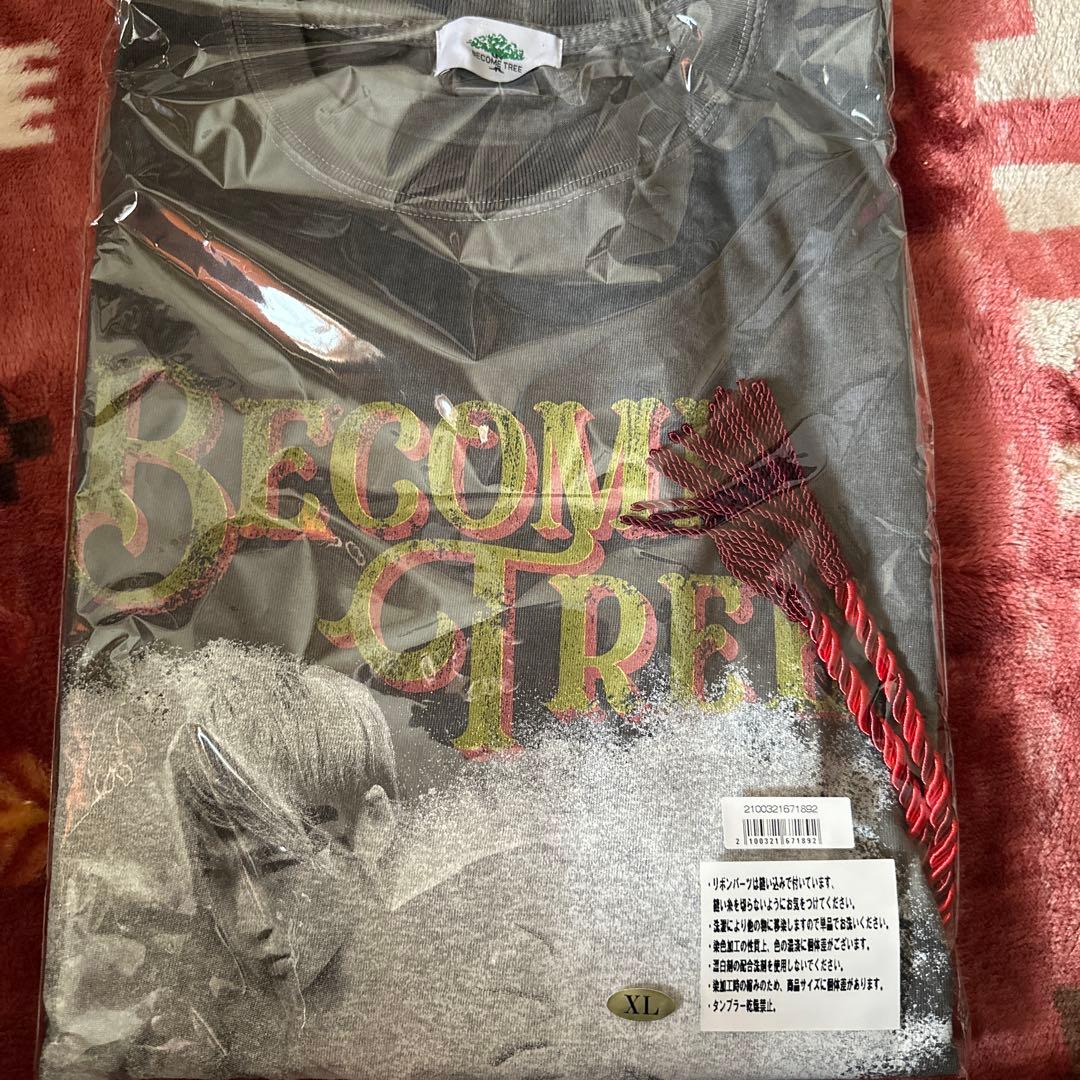 BECOME TREE
BECOME
TREE
2100321671892
2 100321 671892
・リボンパーツは縫い込みで付いています、
縫い糸を切らないようにお気をつけてください。
・洗濯により他の物に移染しますので単品でお洗いください。
・染色加工の性質上、色の濃淡に個体差がございます。
・漂白剤の配合洗剤を使用しないでください。
・染加工時の縮みのため、商品サイズに個体差があります。
・タンブラー乾燥禁止。
XL